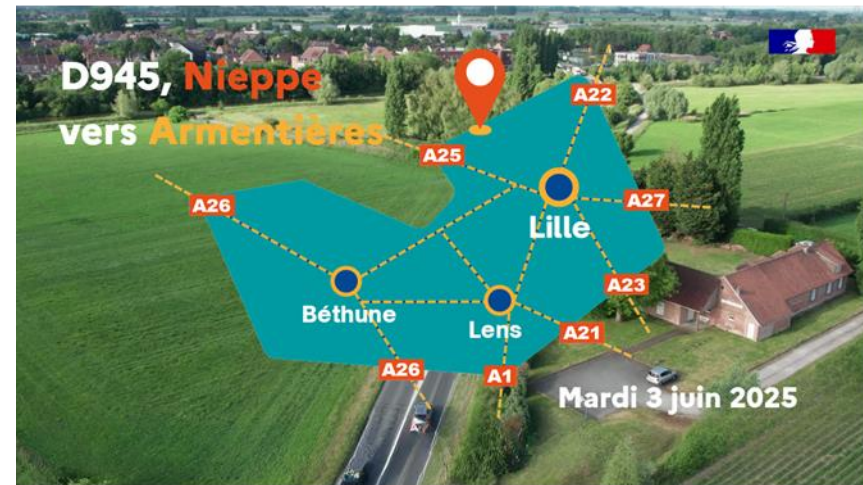 D945, Nieppe
vers Armentières
A22
A25
A26
A27
Lille
A23
Béthune
Lens
A21
A26
A1
Mardi 3 juin 2025